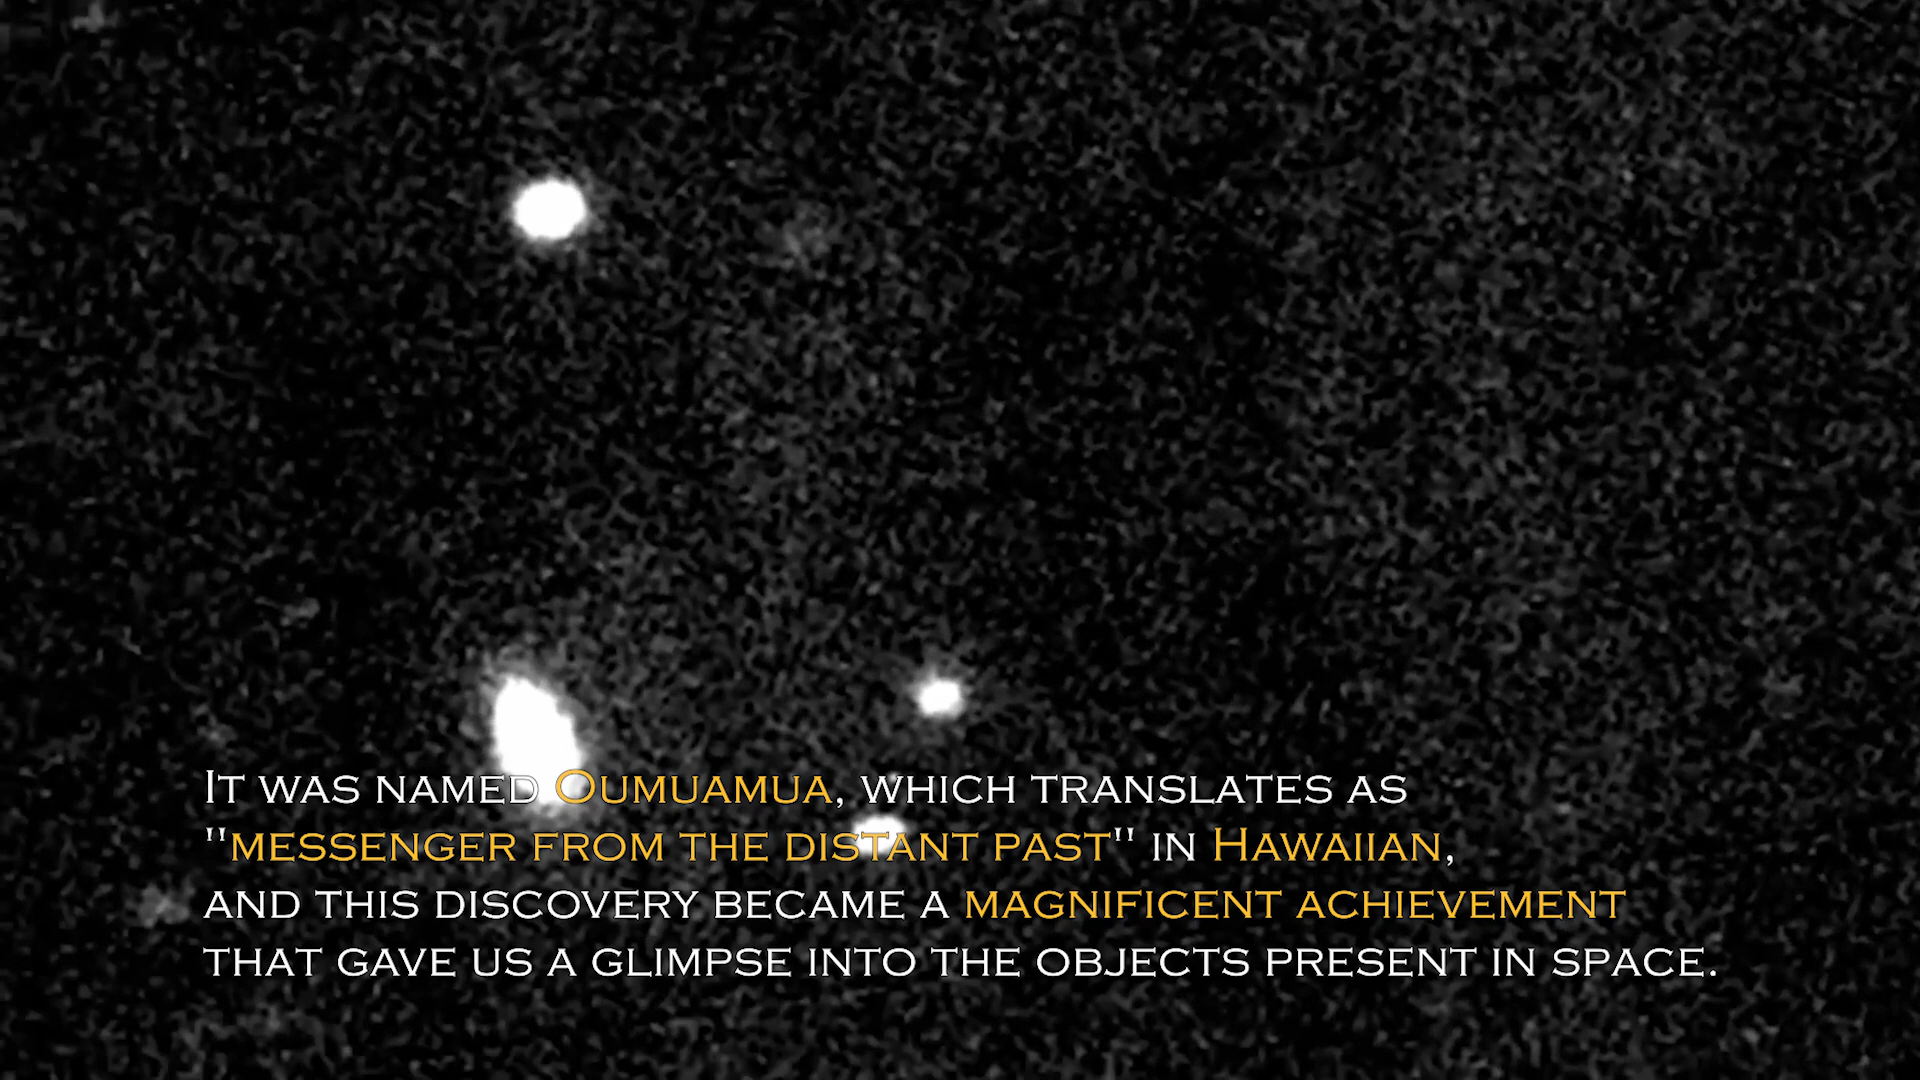 It was named Oumuamua, which translates as
"messenger from the distant past" in Hawaiian,
and this discovery became a magnificent achievement
that gave us a glimpse into the objects present in space.